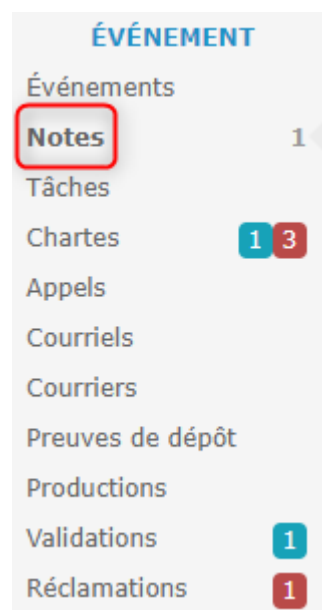 ÉVÉNEMENT
Événements
Notes 1
Tâches
Chartes 1 3
Appels
Courriels
Courriers
Preuves de dépôt
Productions
Validations 1
Réclamations 1